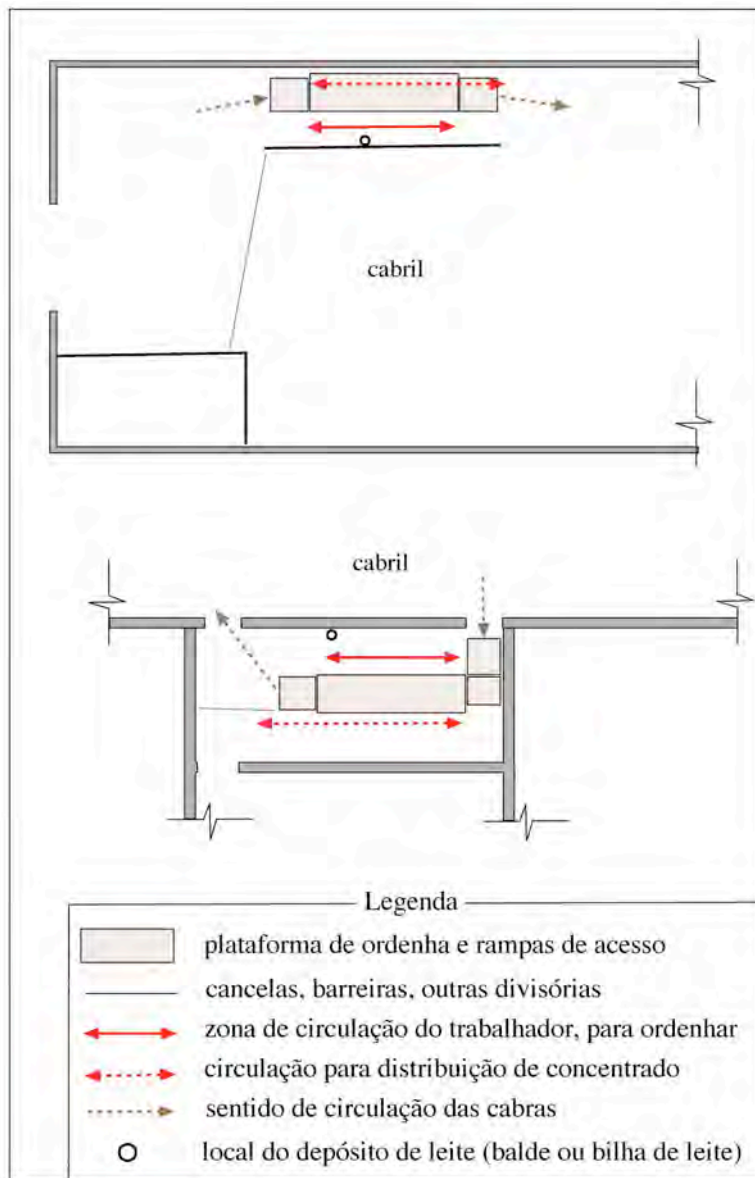 cabril
cabril
Legenda
plataforma de ordenha e rampas de acesso
cancelas, barreiras, outras divisórias
zona de circulação do trabalhador, para ordenhar
circulação para distribuição de concentrado
sentido de circulação das cabras
local do depósito de leite (balde ou bilha de leite)